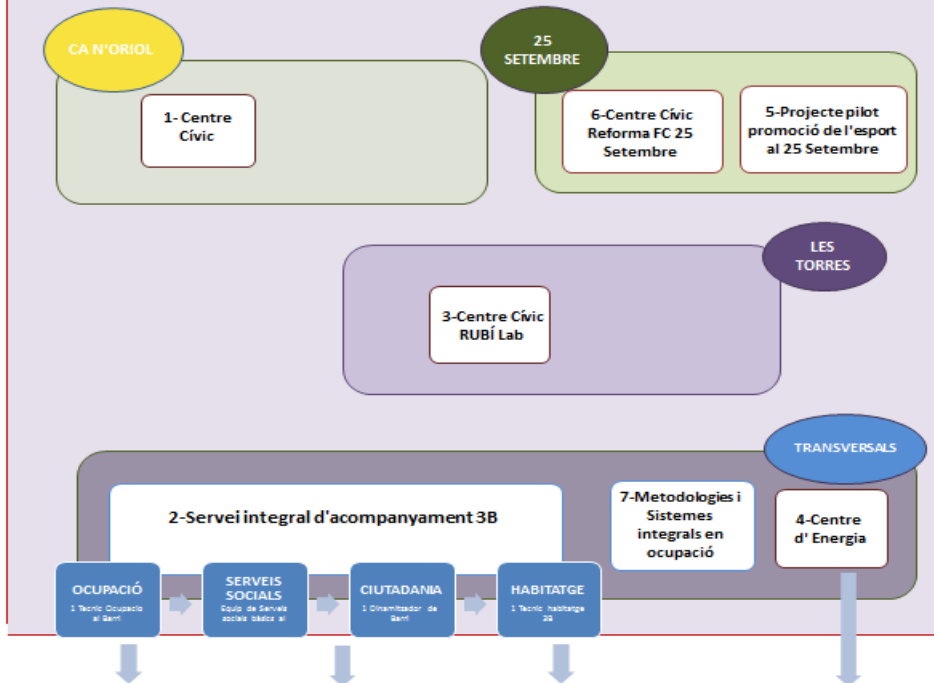 CA N'ORIOL
1- Centre
Cívic
25
SETEMBRE
6-Centre Cívic
Reforma FC 25
Setembre
5-Projecte pilot
promoció de l'esport
al 25 Setembre
LES
TORRES
3-Centre Cívic
RUBÍ Lab
TRANSVERSALS
2-Servei integral d'acompanyament 3B
7-Metodologies i
Sistemes
integrals en
ocupació
4-Centre
d' Energia
OCUPACIÓ
1 Tecnic Ocupacio
al Barri
SERVEIS
SOCIALS
Equip de Serveis
socials bàsics al
CIUTADANIA
1 Dinamitzador de
Barri
HABITATGE
1 Tecnic habitatge